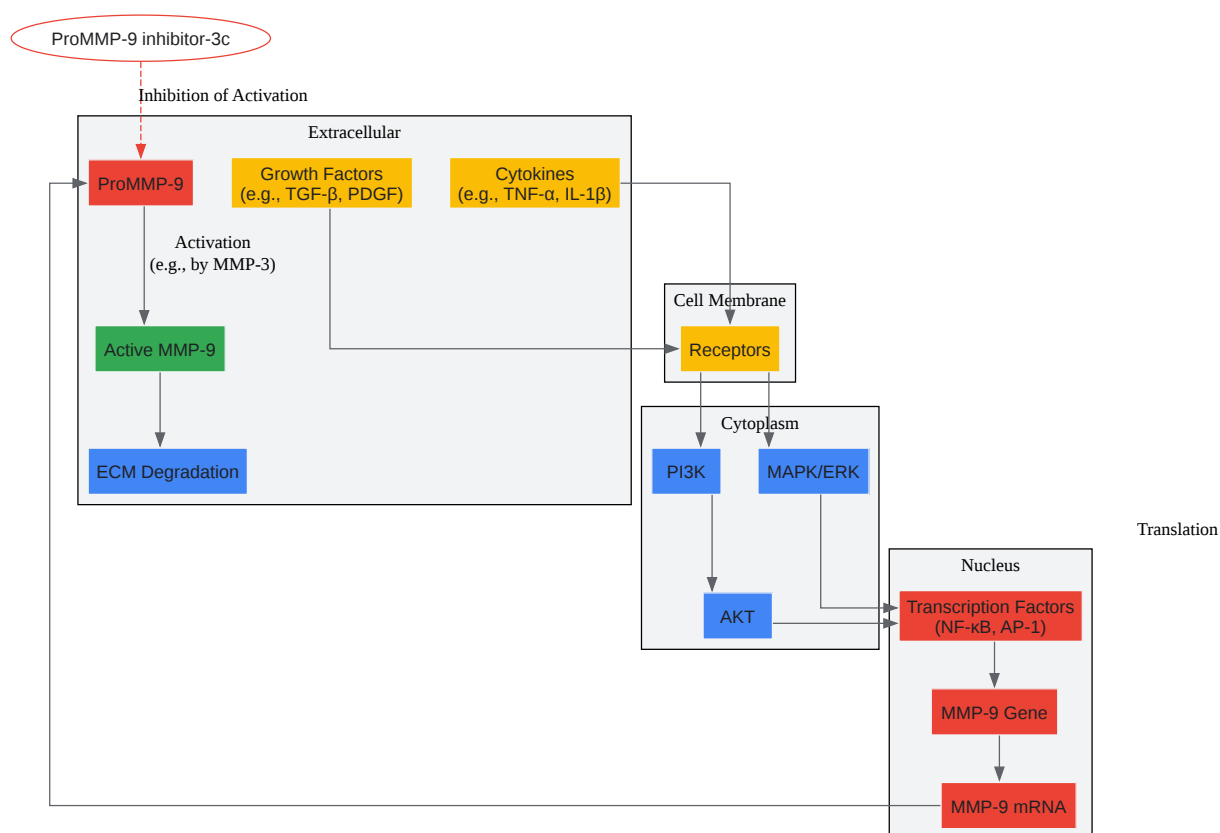 ProMMP-9 inhibitor-3c
Inhibition of Activation
Extracellular
ProMMP-9
Growth Factors
(e.g., TGF-β, PDGF)
Cytokines
(e.g., TNF-α, IL-1β)
Activation
(e.g., by MMP-3)
Cell Membrane
Active MMP-9
Receptors
Cytoplasm
ECM Degradation
PI3K
MAPK/ERK
Translation
Nucleus
AKT
Transcription Factors
(NF-κB, AP-1)
MMP-9 Gene
MMP-9 mRNA